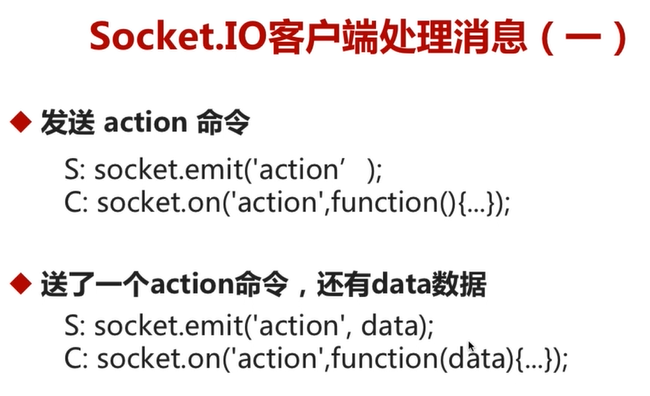 Socket.IO客户端处理消息（一）
发送 action 命令
S: socket.emit('action’);
C: socket.on('action',function(){...});
送了一个action命令，还有data数据
S: socket.emit('action', data);
C: socket.on('action',function(data){...});